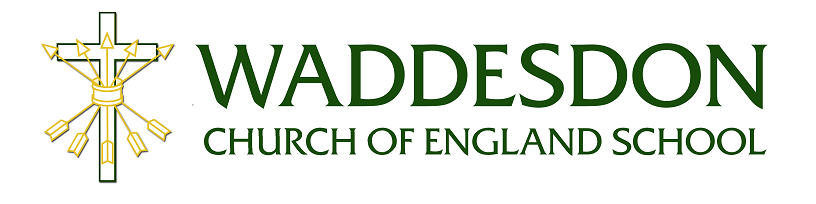 WADDESDON
CHURCH OF ENGLAND SCHOOL